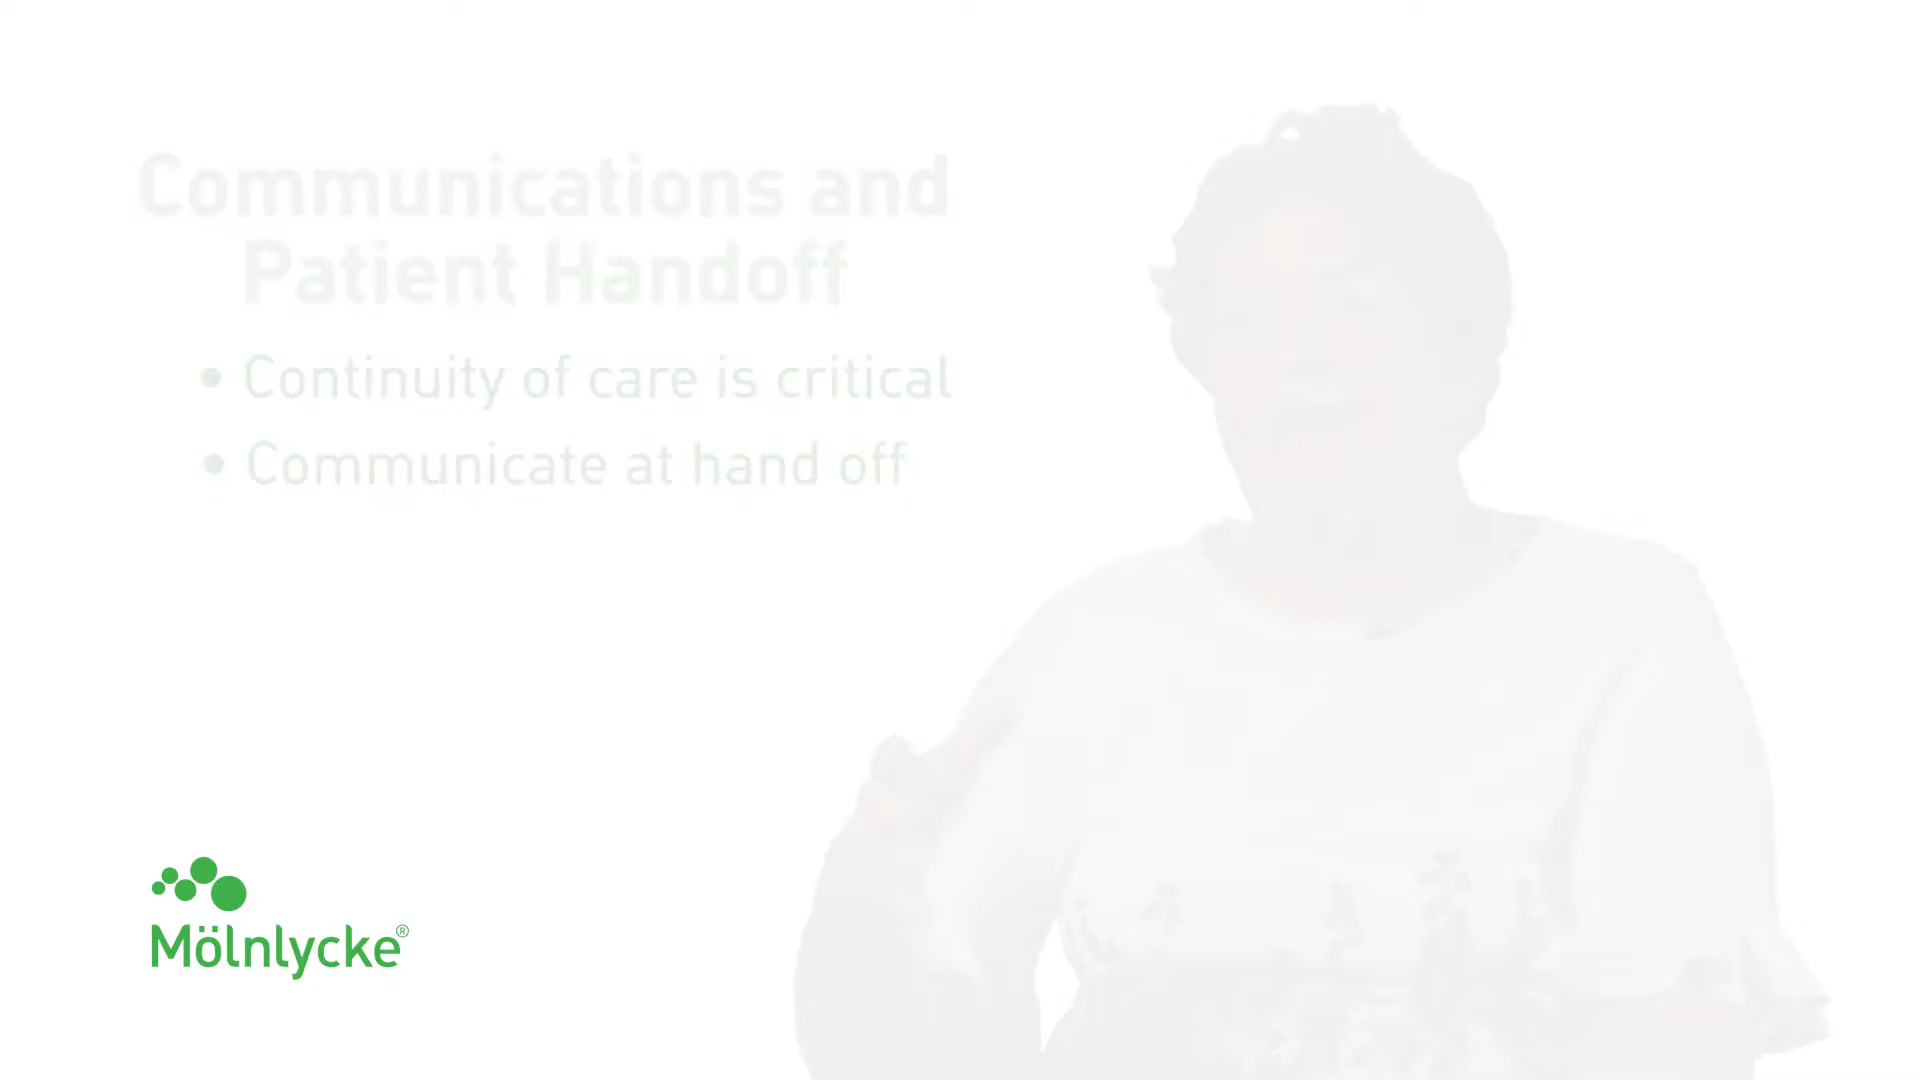 Communications and
Patient Handoff
• Continuity of care is critical
• Communicate at hand off
Mölnlycke®